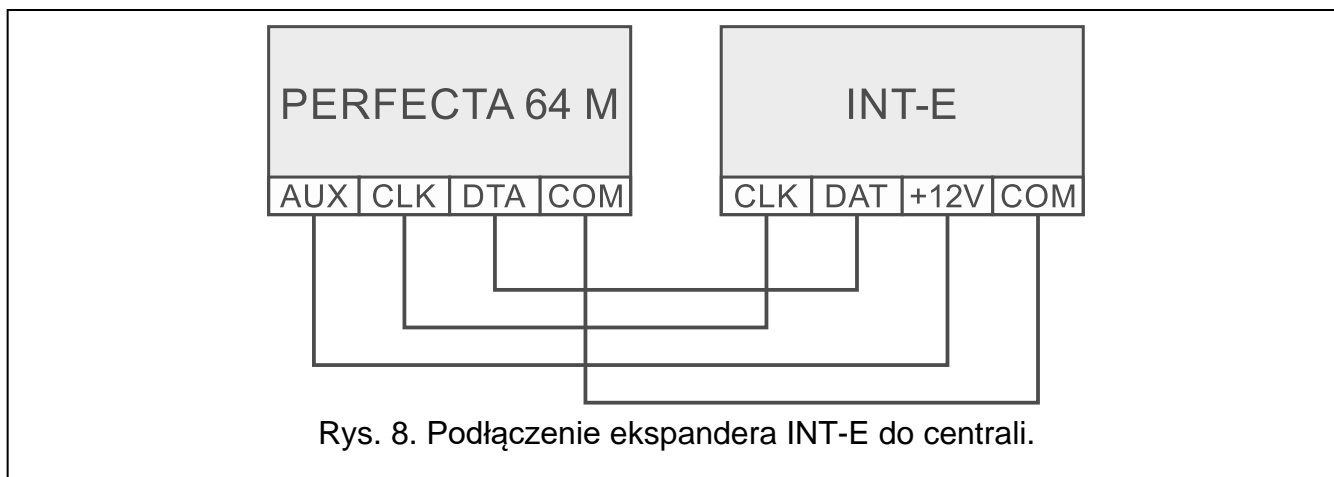 PERFECTA 64 M INT-E
AUX CLK DTA COM CLK DAT +12V COM
Rys. 8. Podłączenie ekspandera INT-E do centrali.